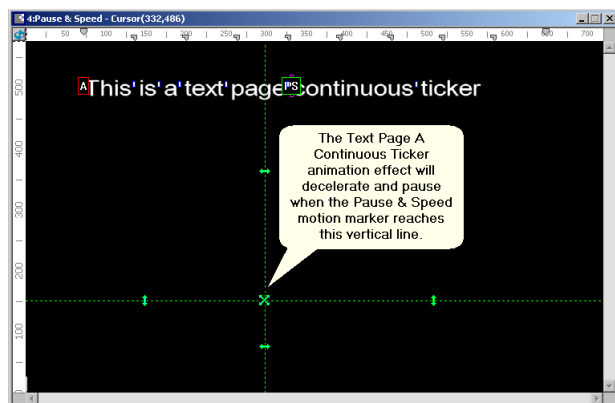 4:Pause & Speed - Cursor(332,486)
50 100 150 200 250 300 350 400 450 500 550 600 700
500
400
300
200
100
0
A This is a text page PS continuous ticker
The Text Page A
Continuous Ticker
animation effect will
decelerate and pause
when the Pause & Speed
motion marker reaches
this vertical line.